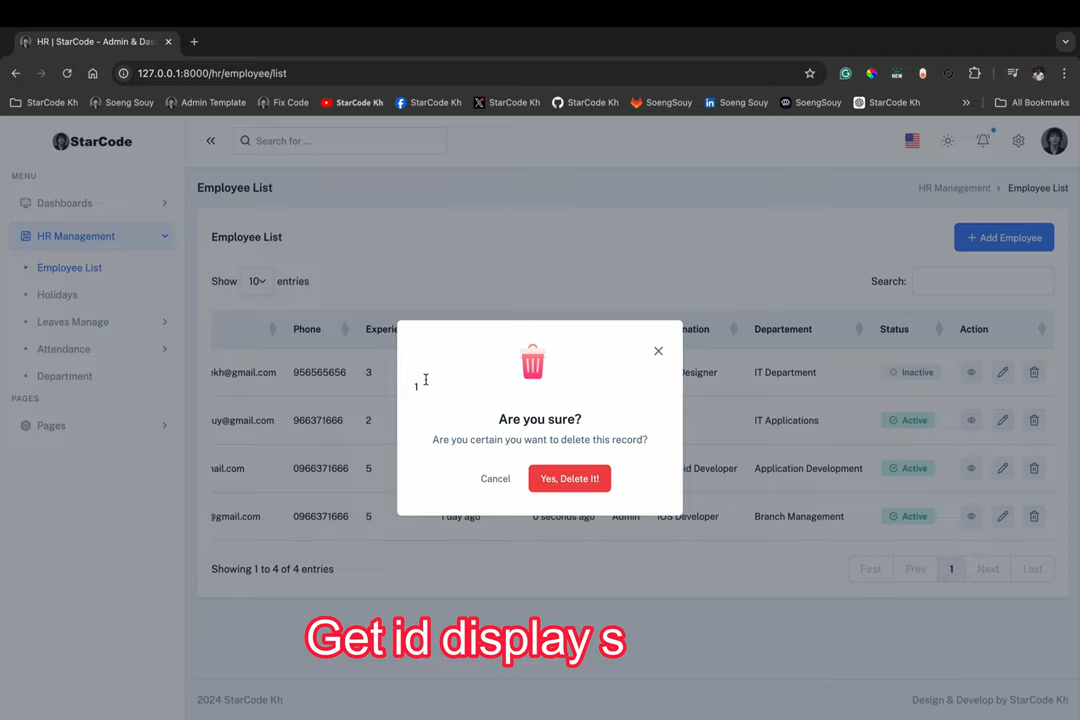 HR | StarCode - Admin & Das
127.0.0.1:8000/hr/employee/list
StarCode Kh
Soeng Souy
Admin Template
Fix Code
StarCode Kh
StarCode Kh
StarCode Kh
StarCode Kh
SoengSouy
Soeng Souy
SoengSouy
StarCode Kh
All Bookmarks
StarCode
Search for ...
MENU
Dashboards
HR Management
Employee List
Holidays
Leaves Manage
Attendance
Department
PAGES
Pages
Employee List
HR Management
Employee List
Employee List
+ Add Employee
Show 10 entries
Search:
Phone
Experie
nation
Departement
Status
Action
kh@gmail.com 956565656 3 Designer IT Department Inactive
uy@gmail.com 966371666 2 IT Applications Active
nail.com 0966371666 5 id Developer Application Development Active
@gmail.com 0966371666 5 1 day ago 0 seconds ago Admin IOS Developer Branch Management Active
1
Are you sure?
Are you certain you want to delete this record?
Cancel
Yes, Delete It!
Showing 1 to 4 of 4 entries
First
Prev
1
Next
Last
Get id display s
2024 StarCode Kh
Design & Develop by StarCode Kh